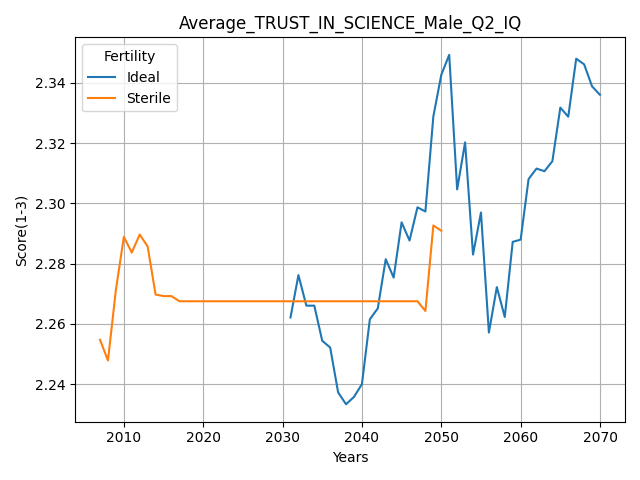 Average_TRUST_IN_SCIENCE_Male_Q2_IQ
Fertility
Ideal
Sterile
Score(1-3)
2.34
2.32
2.30
2.28
2.26
2.24
2010 2020 2030 2040 2050 2060 2070
Years